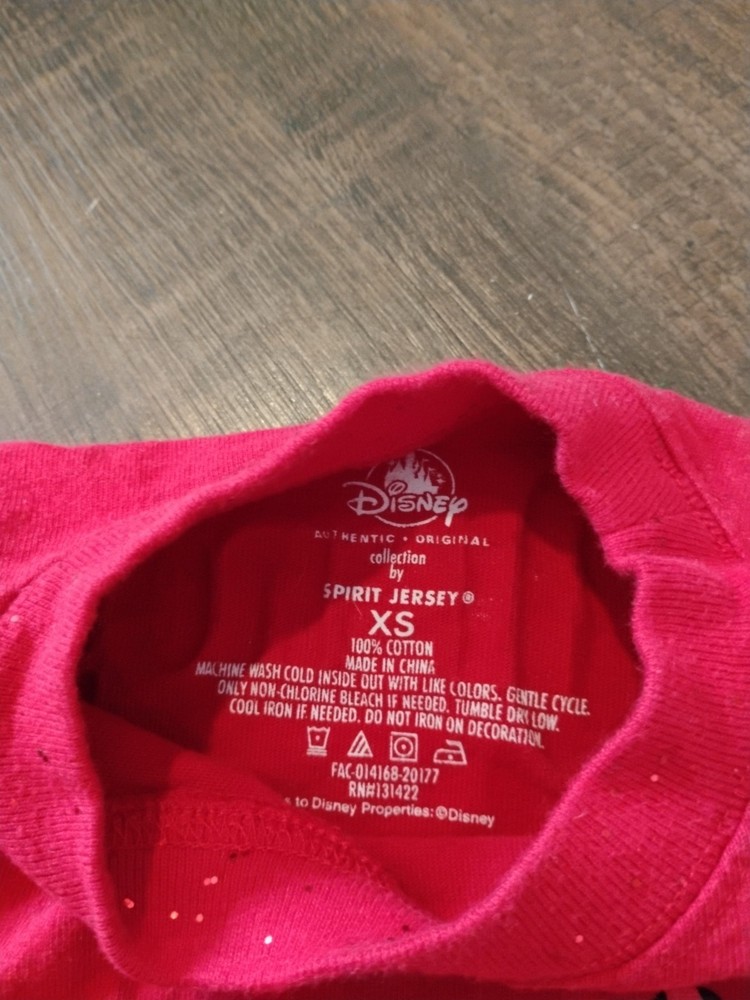 Disney
AUTHENTIC • ORIGINAL
collection
by
SPIRIT JERSEY®
XS
100% COTTON
MADE IN CHINA
MACHINE WASH COLD INSIDE OUT WITH LIKE COLORS. GENTLE CYCLE.
ONLY NON-CHLORINE BLEACH IF NEEDED. TUMBLE DRY LOW.
COOL IRON IF NEEDED. DO NOT IRON ON DECORATION.
FAC-014168-20177
RN#131422
to Disney Properties: ©Disney